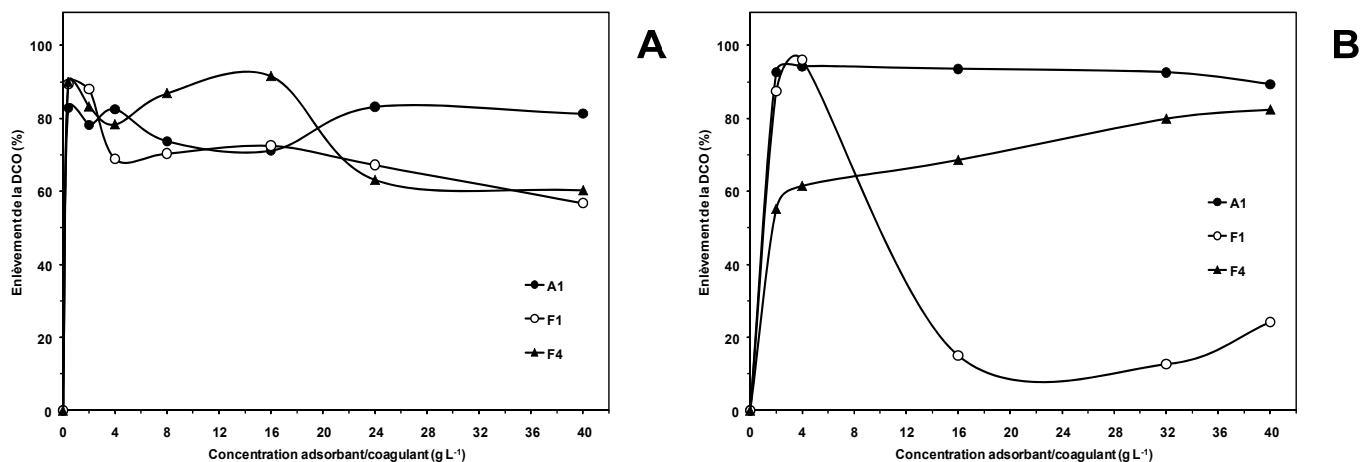 A
Enlèvement de la DCO (%)
100
80
60
40
20
0
A1
F1
F4
0 4 8 12 16 20 24 28 32 36 40
Concentration adsorbant/coagulant (g L⁻¹)
B
Enlèvement de la DCO (%)
100
80
60
40
20
0
A1
F1
F4
0 4 8 12 16 20 24 28 32 36 40
Concentration adsorbant/coagulant (g L⁻¹)